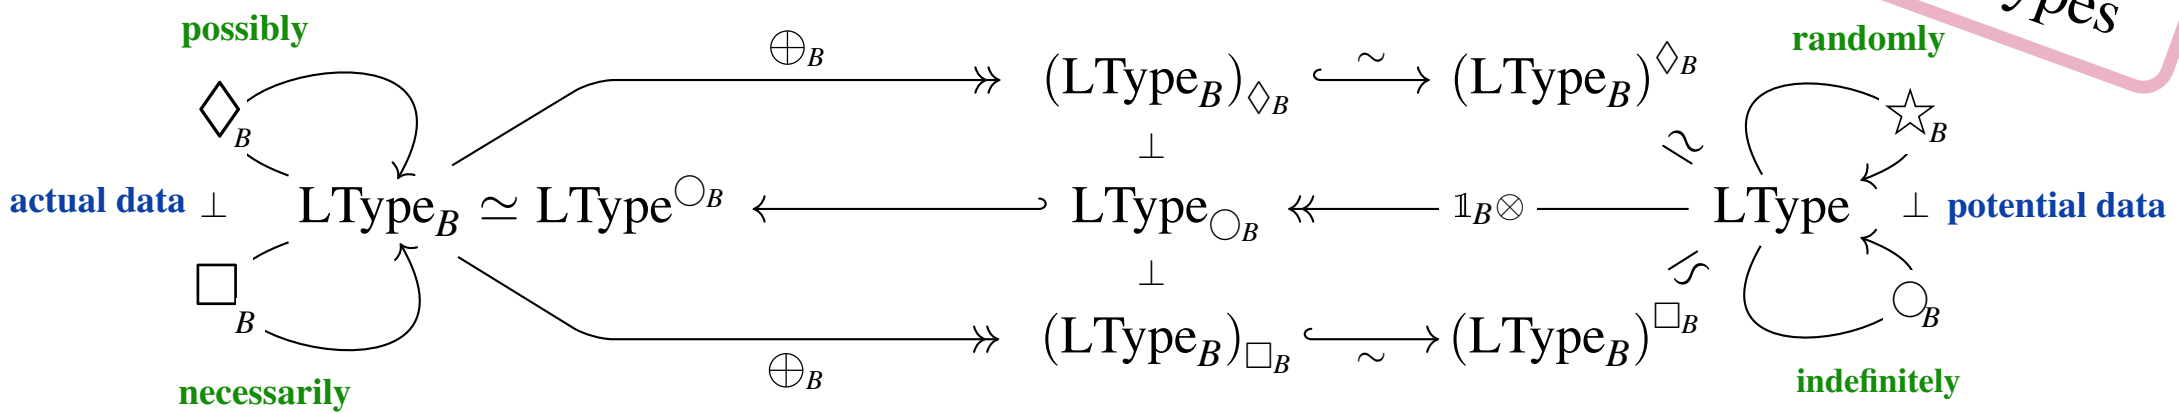 ypes
possibly
randomly
⊕_B
(LType_B)_{◇_B} ↪ ∼ (LType_B)^{◇_B}
◇_B
☆_B
⊥
≃
actual data ⊥ LType_B ≃ LType^{○_B} ↩ LType_{○_B} ↞ 𝟙_B⊗ LType ⊥ potential data
□_B
⊥
≃
○_B
(LType_B)_{□_B} ↪ ∼ (LType_B)^{□_B}
⊕_B
necessarily
indefinitely